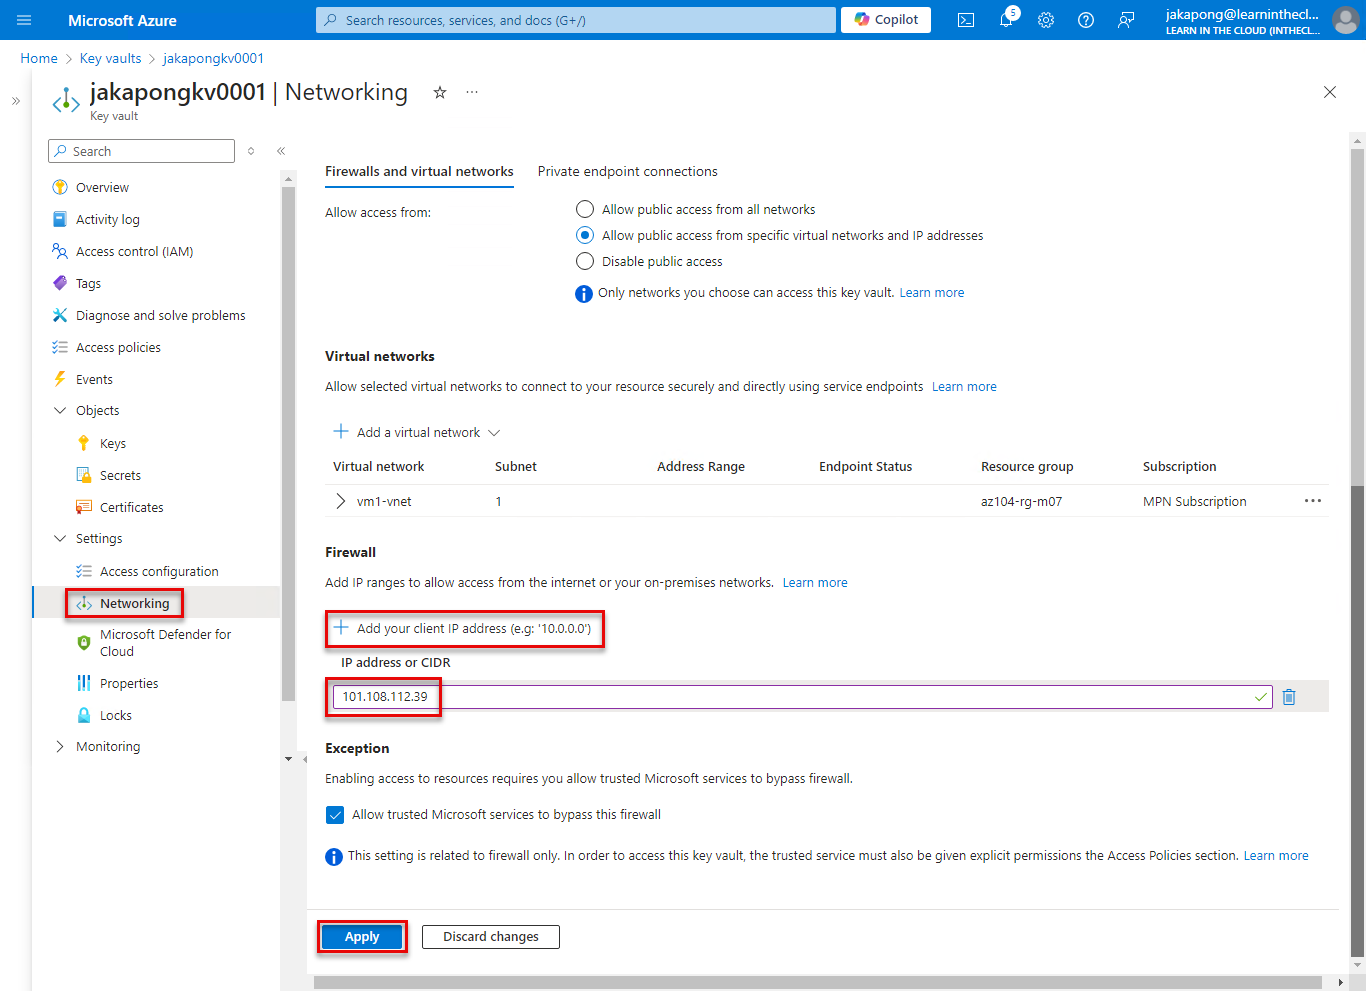 Microsoft Azure
Search resources, services, and docs (G+/)
Copilot
5
jakapong@learninthecl...
LEARN IN THE CLOUD (INTHECL...
Home > Key vaults > jakapongkv0001
jakapongkv0001 | Networking
Key vault
Search
Overview
Activity log
Access control (IAM)
Tags
Diagnose and solve problems
Access policies
Events
Objects
Keys
Secrets
Certificates
Settings
Access configuration
Networking
Microsoft Defender for
Cloud
Properties
Locks
Monitoring
Firewalls and virtual networks
Private endpoint connections
Allow access from:
Allow public access from all networks
Allow public access from specific virtual networks and IP addresses
Disable public access
Only networks you choose can access this key vault. Learn more
Virtual networks
Allow selected virtual networks to connect to your resource securely and directly using service endpoints Learn more
Add a virtual network
Virtual network Subnet Address Range Endpoint Status Resource group Subscription
vm1-vnet 1 az104-rg-m07 MPN Subscription
Firewall
Add IP ranges to allow access from the internet or your on-premises networks. Learn more
Add your client IP address (e.g: '10.0.0.0')
IP address or CIDR
101.108.112.39
Exception
Enabling access to resources requires you allow trusted Microsoft services to bypass firewall.
Allow trusted Microsoft services to bypass this firewall
This setting is related to firewall only. In order to access this key vault, the trusted service must also be given explicit permissions the Access Policies section. Learn more
Apply
Discard changes